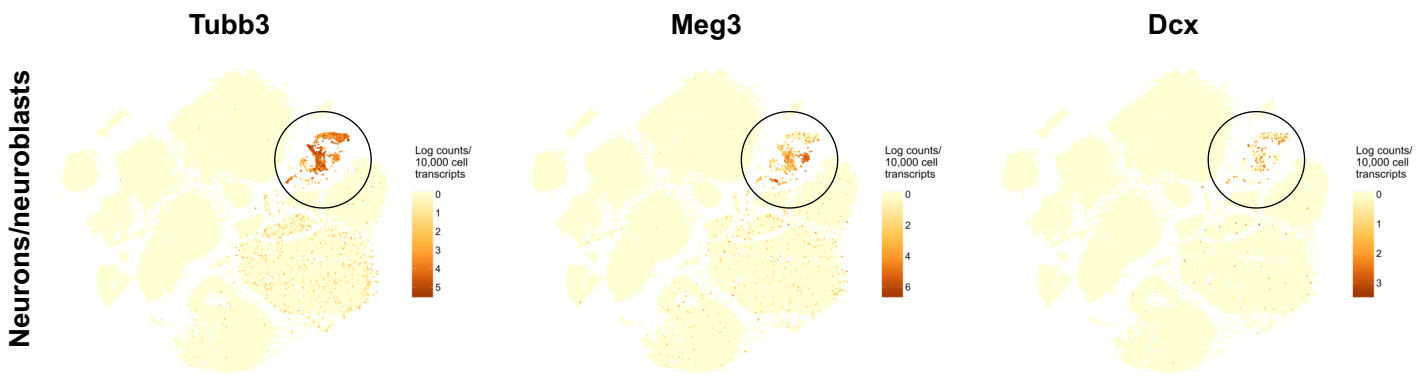 Tubb3
Meg3
Dcx
Neurons/neuroblasts
Log counts/
10,000 cell
transcripts
0
1
2
3
4
5
Log counts/
10,000 cell
transcripts
0
2
4
6
Log counts/
10,000 cell
transcripts
0
1
2
3